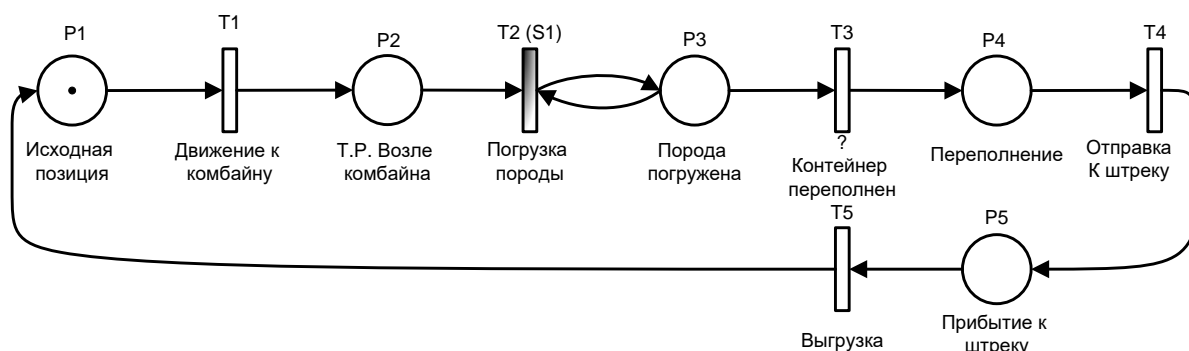 P1
T1
P2
T2 (S1)
P3
T3
P4
T4
Исходная
позиция
Движение к
комбайну
Т.Р. Возле
комбайна
Погрузка
породы
Порода
погружена
?
Контейнер
переполнен
Переполнение
Отправка
К штреку
T5
P5
Выгрузка
Прибытие к
штреку